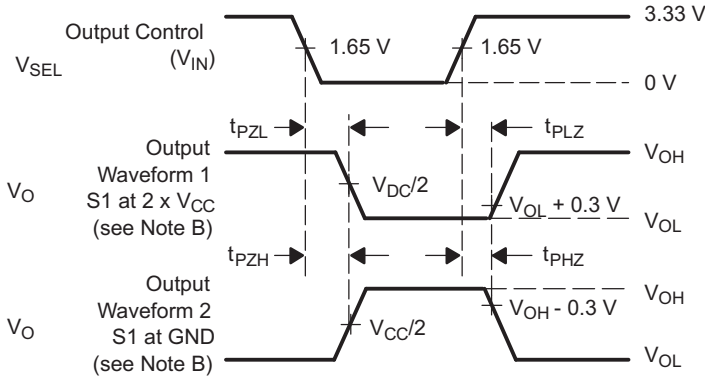 3.33 V
Output Control
(VIN)
VSEL
1.65 V
1.65 V
0 V
tPZL
tPLZ
Output
Waveform 1
S1 at 2 x VCC
(see Note B)
VO
VOH
VDC/2
VOL + 0.3 V
VOL
tPZH
tPHZ
Output
Waveform 2
S1 at GND
(see Note B)
VO
VOH
VOH - 0.3 V
VCC/2
VOL